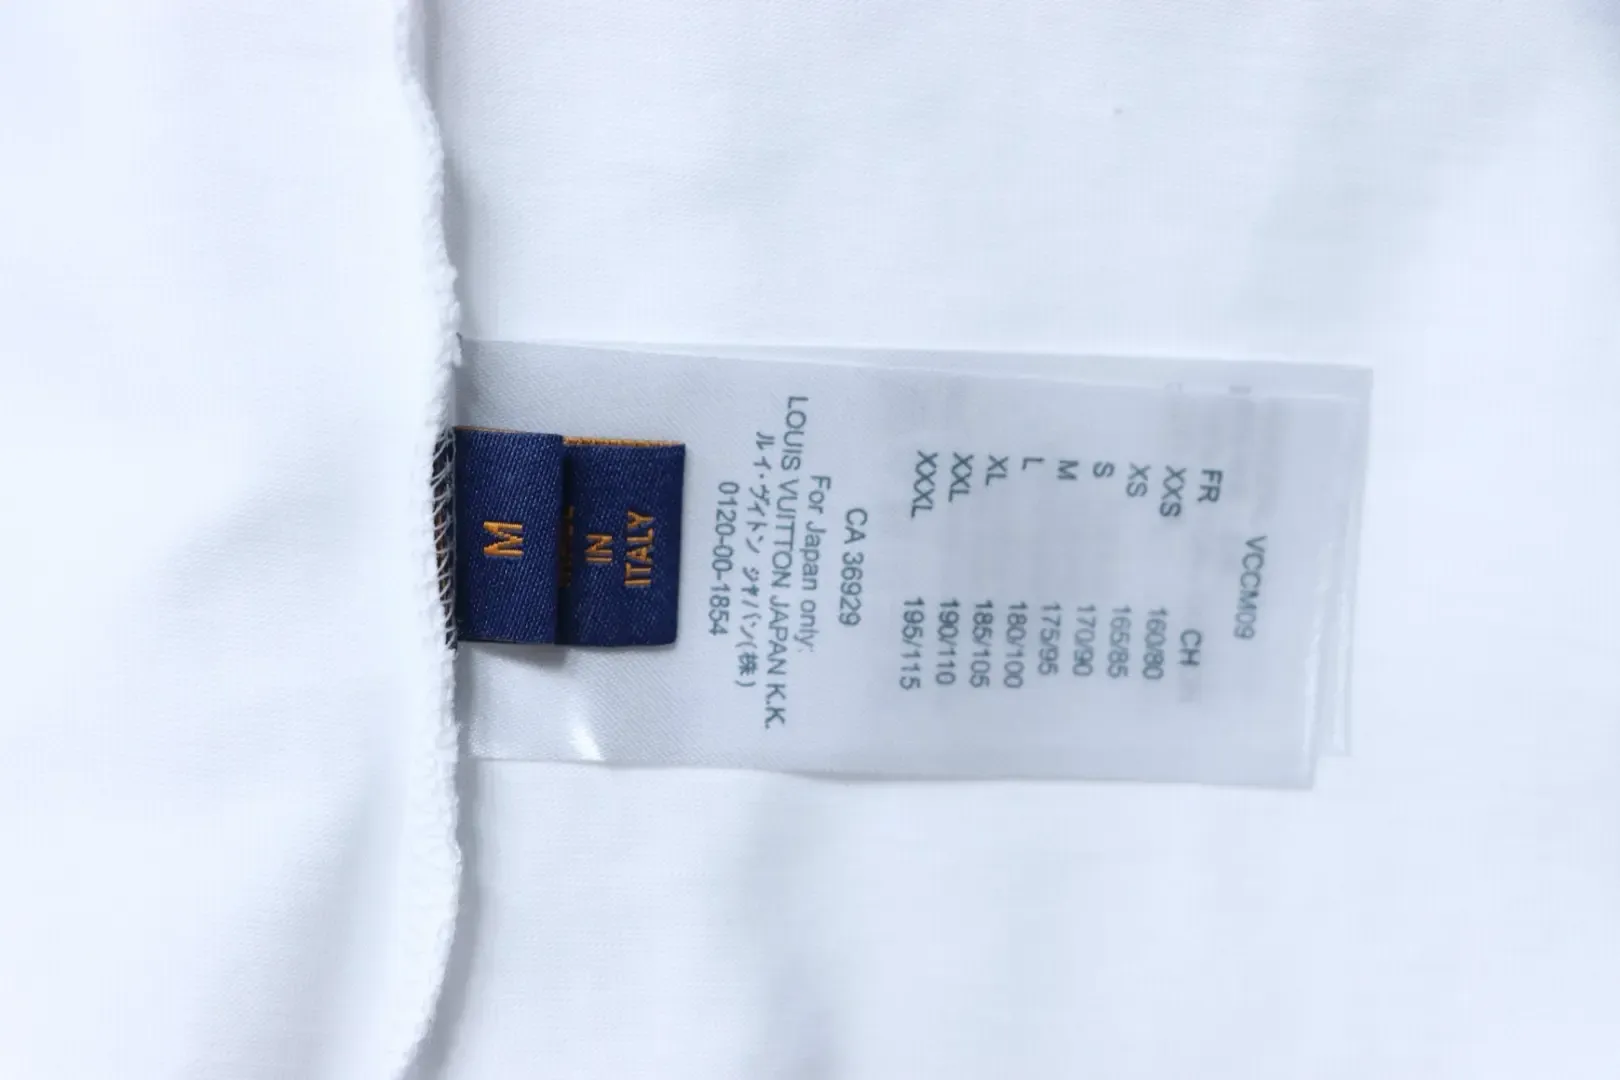 VCCM09
FR CH
XXS 160/80
XS 165/85
S 170/90
M 175/95
L 180/100
XL 185/105
XXL 190/110
XXXL 195/115
CA 36929
For Japan only:
LOUIS VUITTON JAPAN K.K.
ルイ・ヴィトン ジャパン(株)
0120-00-1854
M
IN
ITALY